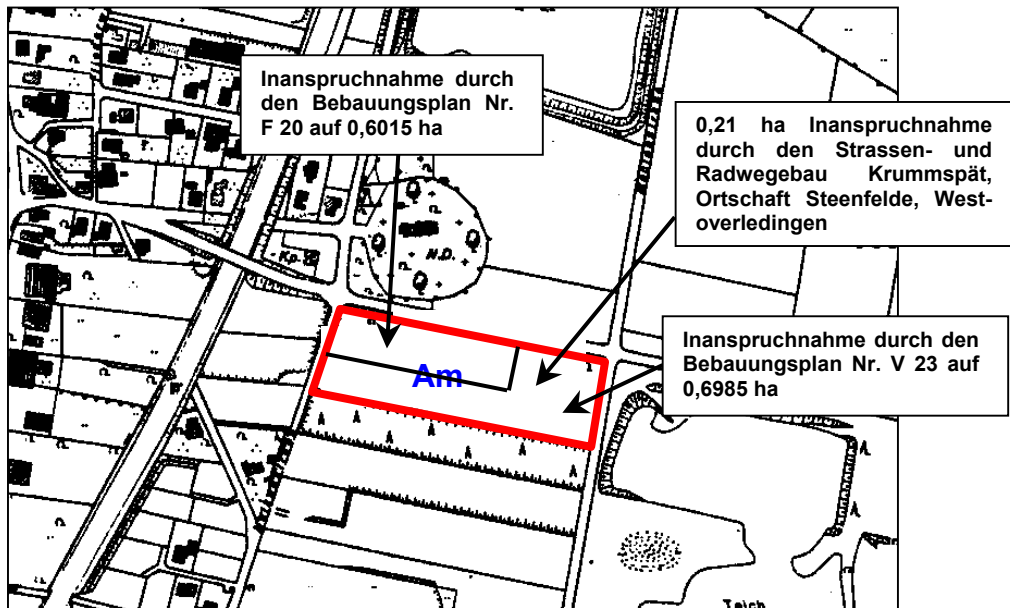 Inanspruchnahme durch
den Bebauungsplan Nr.
F 20 auf 0,6015 ha
0,21 ha Inanspruchnahme
durch den Strassen- und
Radwegebau Krummspät,
Ortschaft Steenfelde, West-
overledingen
Kp.
N.D.
Inanspruchnahme durch den
Bebauungsplan Nr. V 23 auf
0,6985 ha
Am
Teich